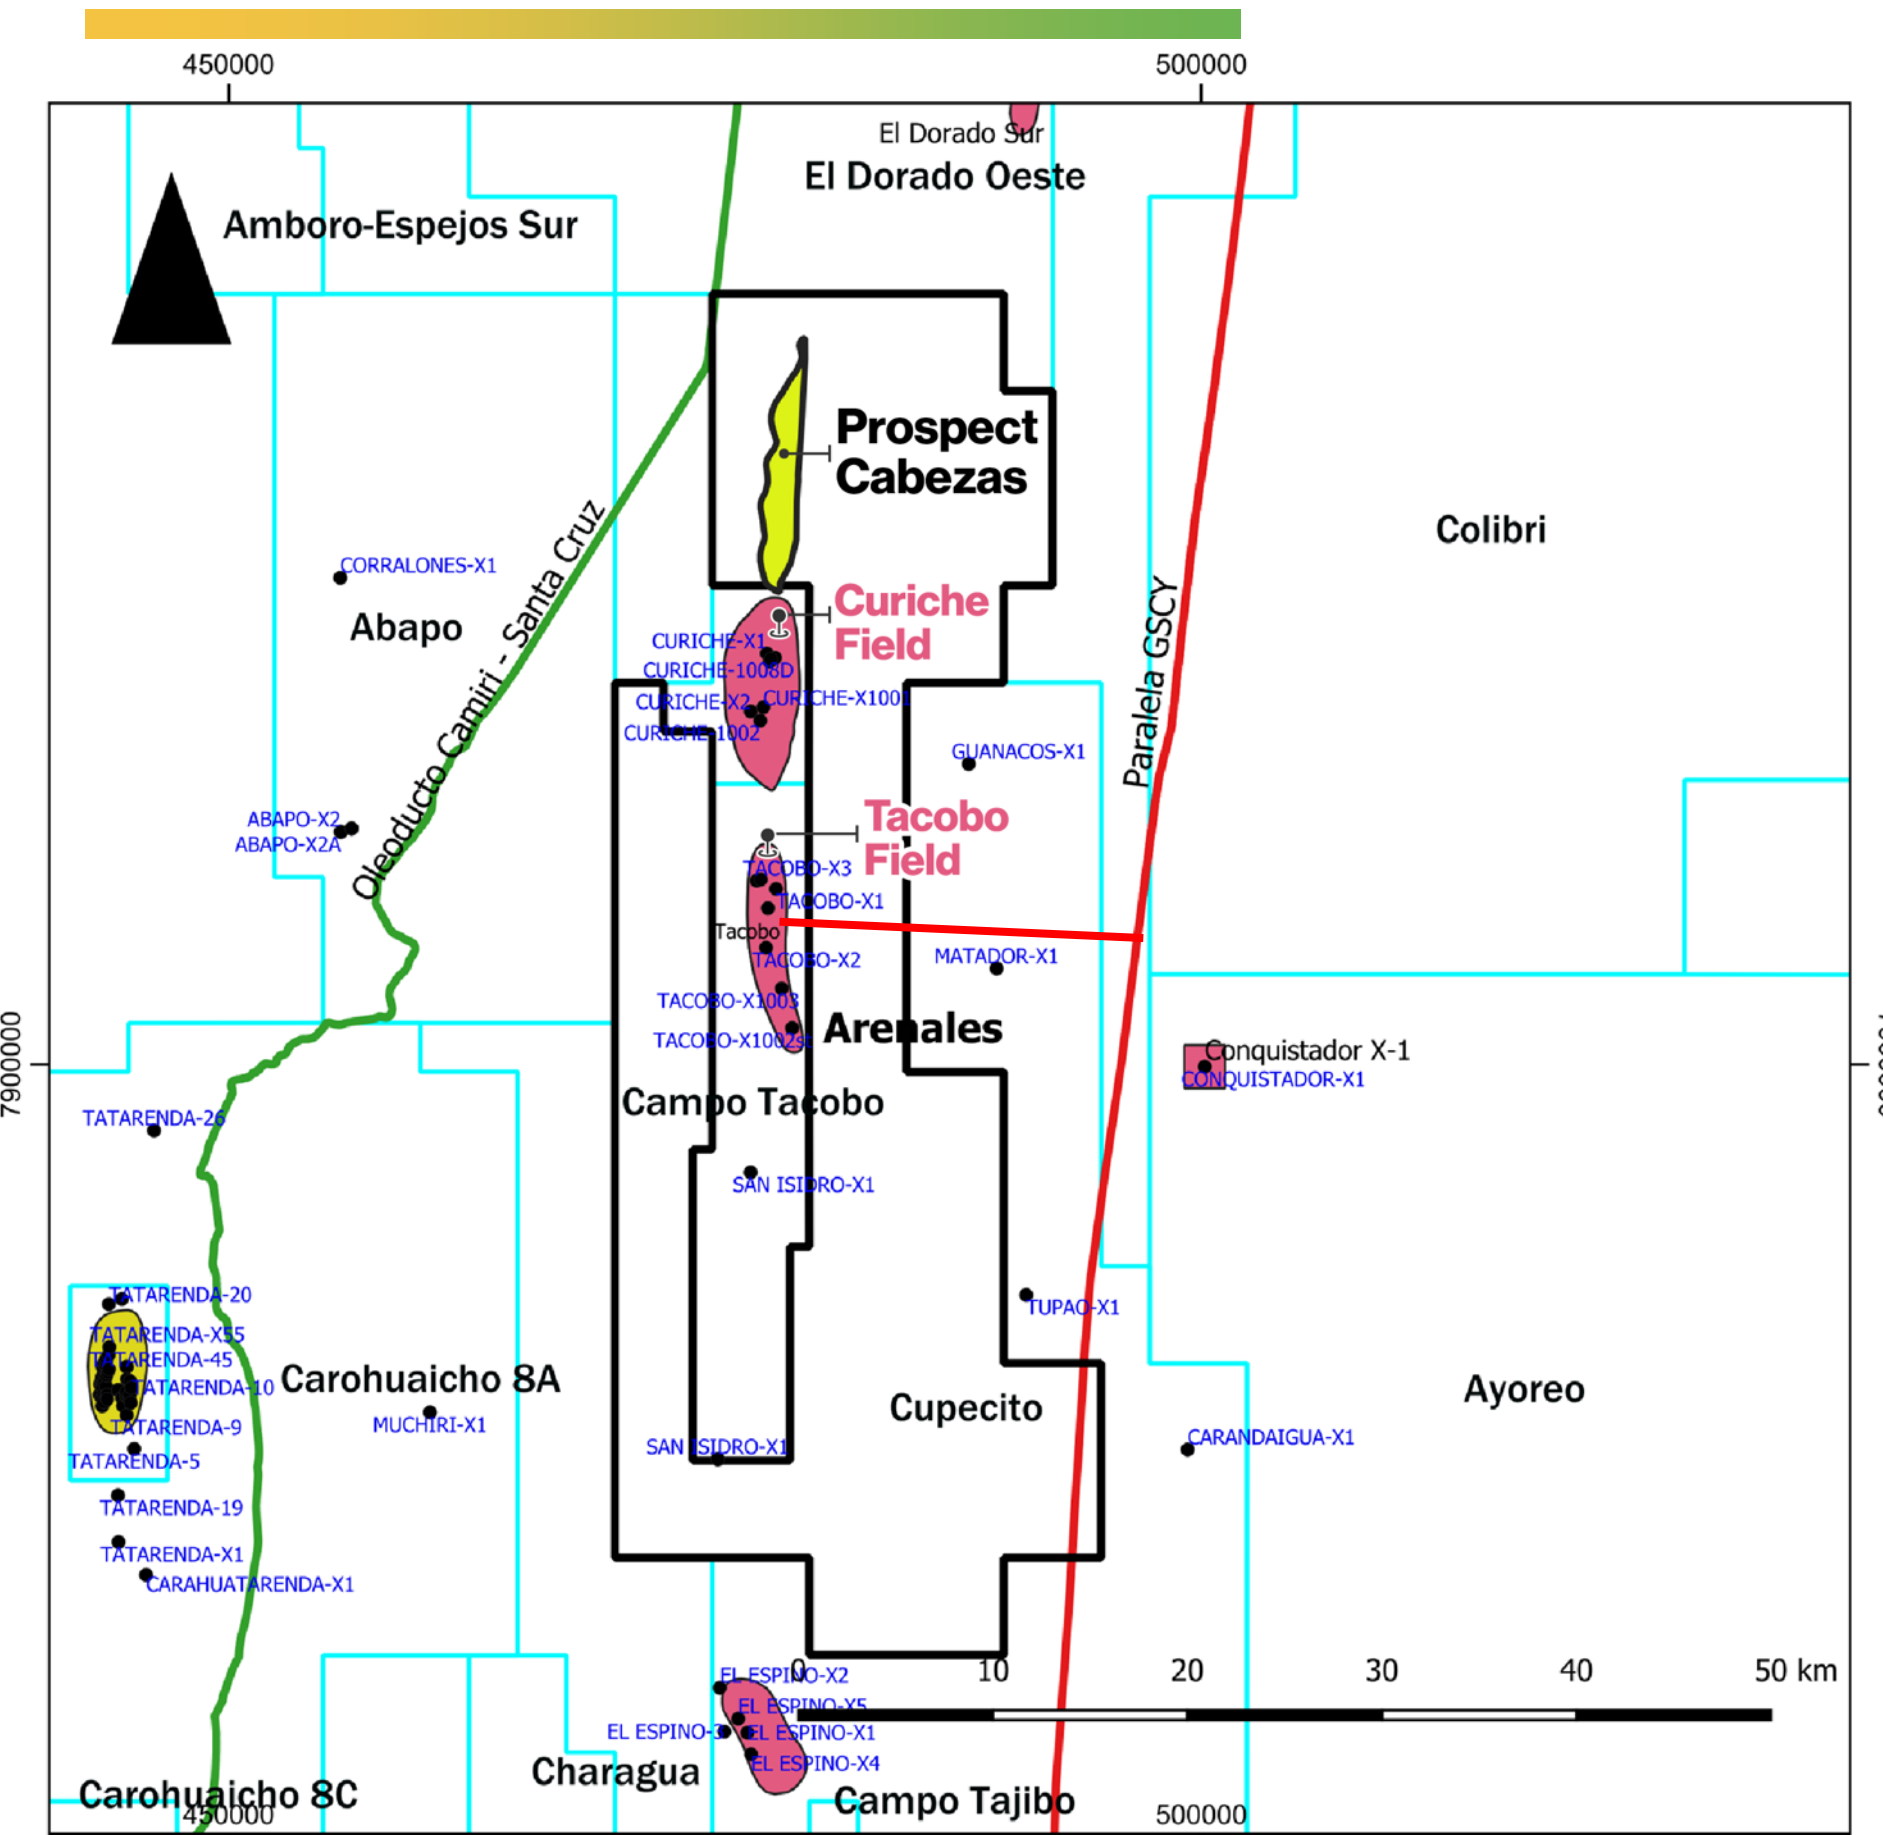 450000
500000
El Dorado Sur
El Dorado Oeste
Amboro-Espejos Sur
Prospect
Cabezas
Colibri
Oleoducto Camiri - Santa Cruz
CORRALONES-X1
Abapo
Curiche
Field
Paralela GSCY
CURICHE-X1
CURICHE-1008D
CURICHE-X2
CURICHE-X1001
CURICHE-1002
GUANACOS-X1
ABAPO-X2
ABAPO-X2A
Tacobo
Field
TACOBO-X3
TACOBO-X1
Tacobo
TACOBO-X2
MATADOR-X1
TACOBO-X1003
TACOBO-X1002st
Arenales
7900000
Conquistador X-1
CONQUISTADOR-X1
Campo Tacobo
TATARENDA-26
SAN ISIDRO-X1
TATARENDA-20
TUPAO-X1
TATARENDA-X55
TATARENDA-45
TATARENDA-10
Carohuaicho 8A
Cupecito
Ayoreo
TATARENDA-9
MUCHIRI-X1
TATARENDA-5
SAN ISIDRO-X1
CARANDAIGUA-X1
TATARENDA-19
TATARENDA-X1
CARAHUATARENDA-X1
0 10 20 30 40 50 km
EL ESPINO-X2
EL ESPINO-X5
EL ESPINO-3
EL ESPINO-X1
EL ESPINO-X4
Charagua
Carohuaicho 8C
Campo Tajibo
450000
500000